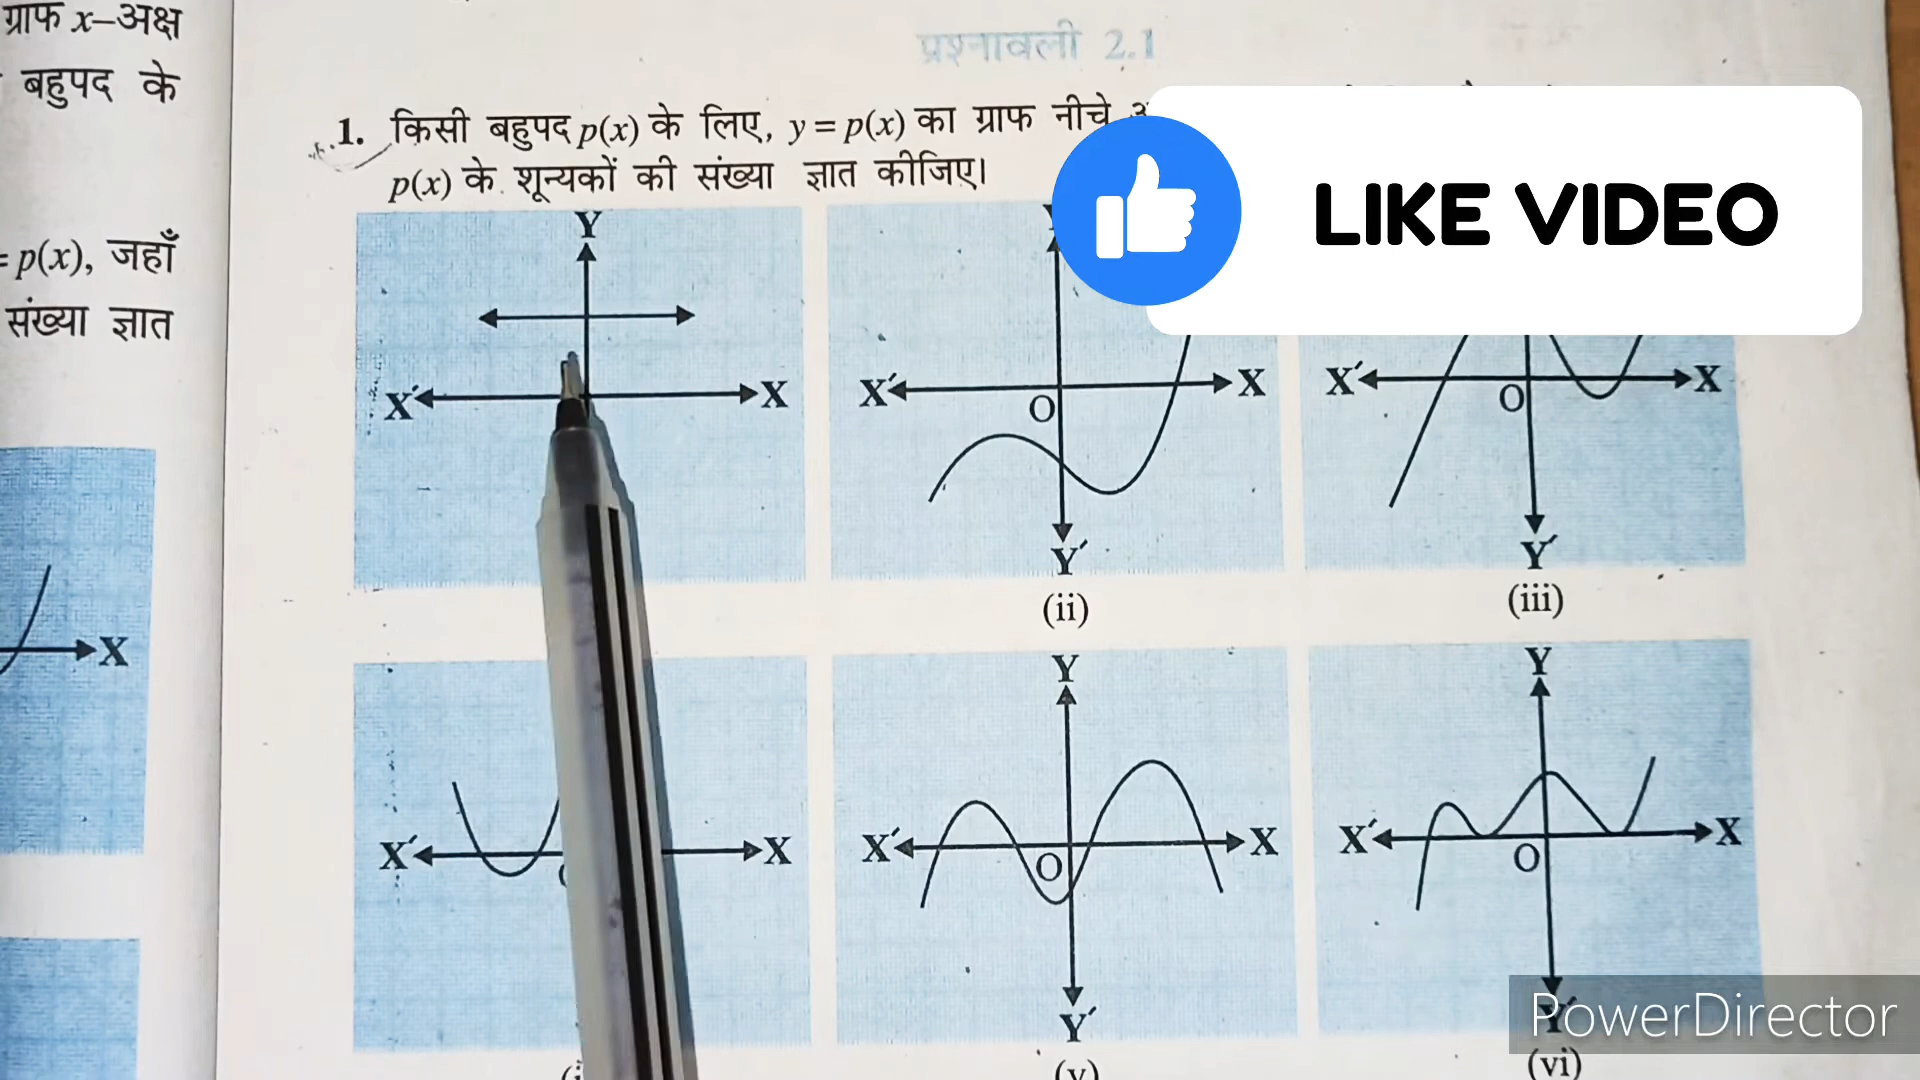 ग्राफ x–अक्ष
बहुपद के
= p(x), जहाँ
संख्या ज्ञात
X
प्रश्नावली 2.1
1. किसी बहुपद p(x) के लिए, y = p(x) का ग्राफ नीचे
p(x) के शून्यकों की संख्या ज्ञात कीजिए।
LIKE VIDEO
Y
X′ X
X′ O X
Y′
(ii)
X′ O X
Y′
(iii)
X′ X
Y
X′ O X
Y′
(v)
Y
X′ O X
Y′
(vi)
PowerDirector